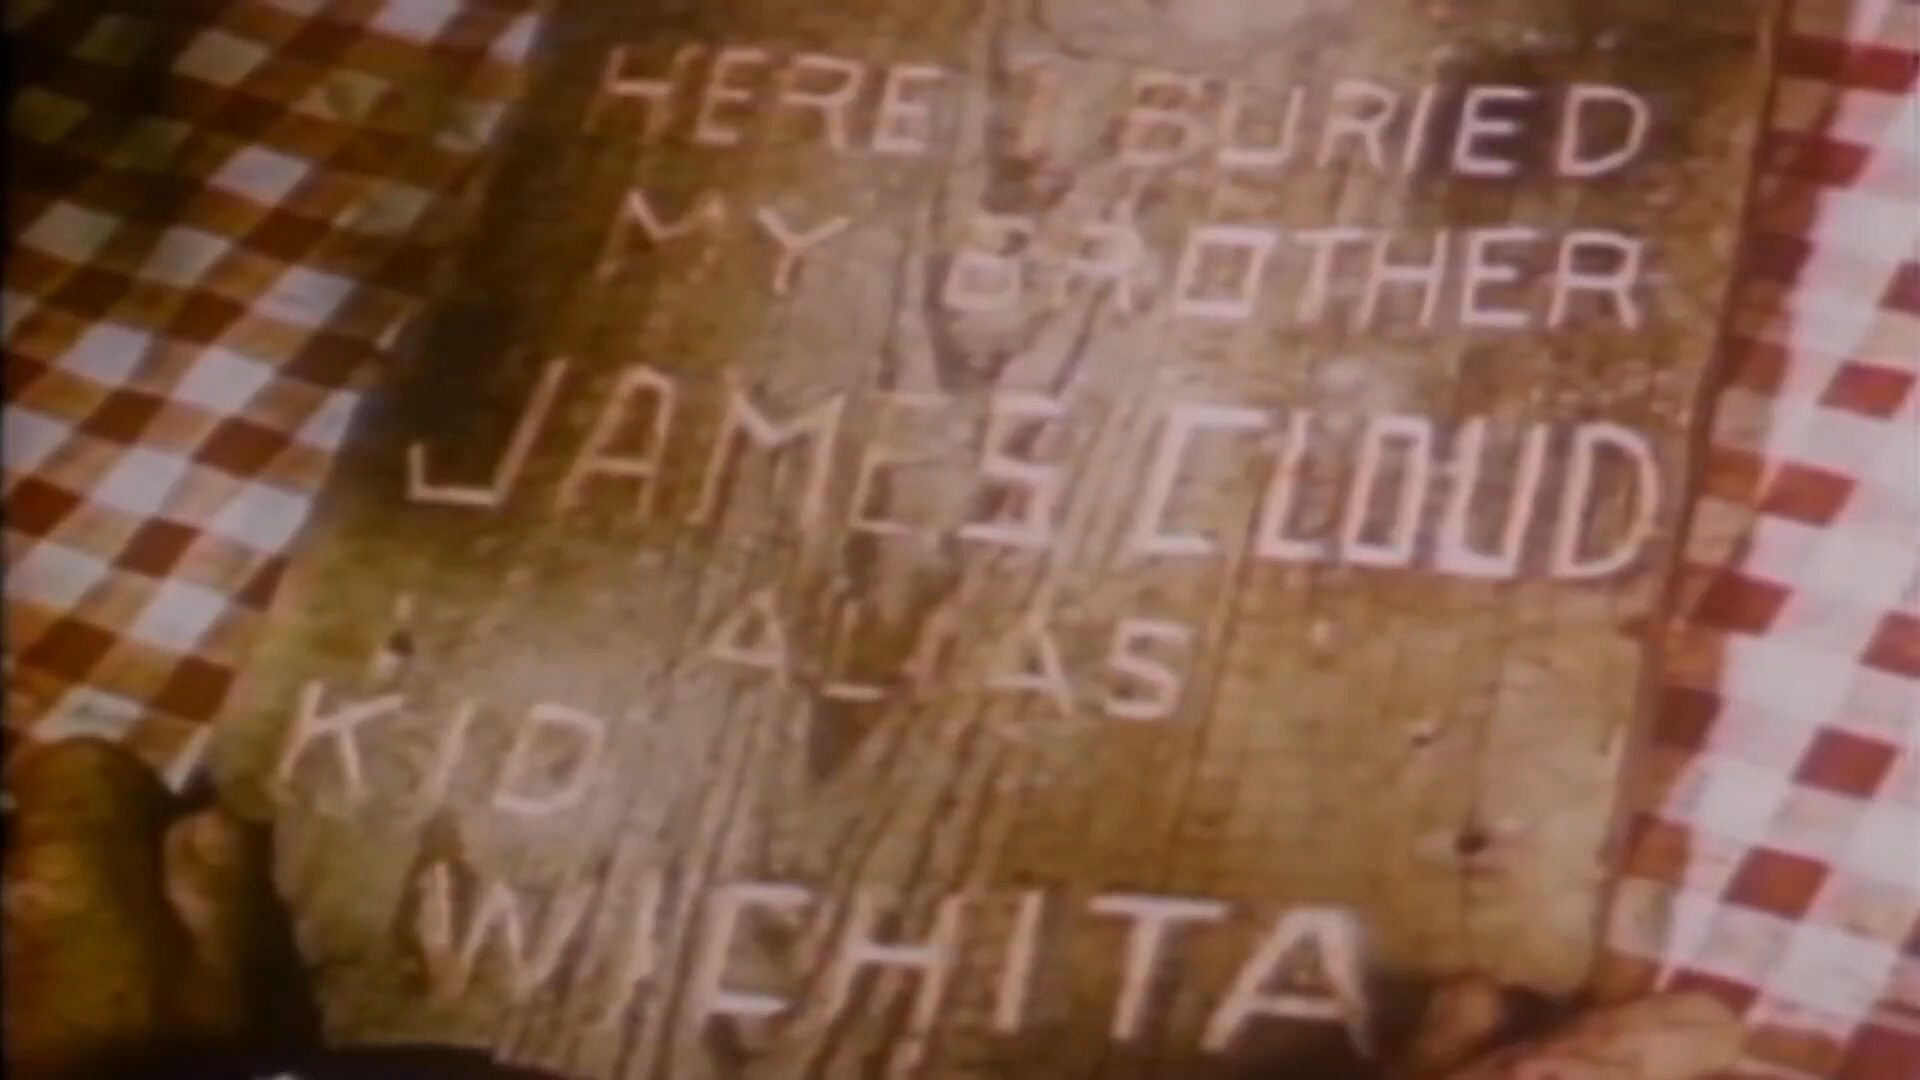 HERE I BURIED
MY BROTHER
JAMES CLOUD
ALIAS
KID
WICHITA